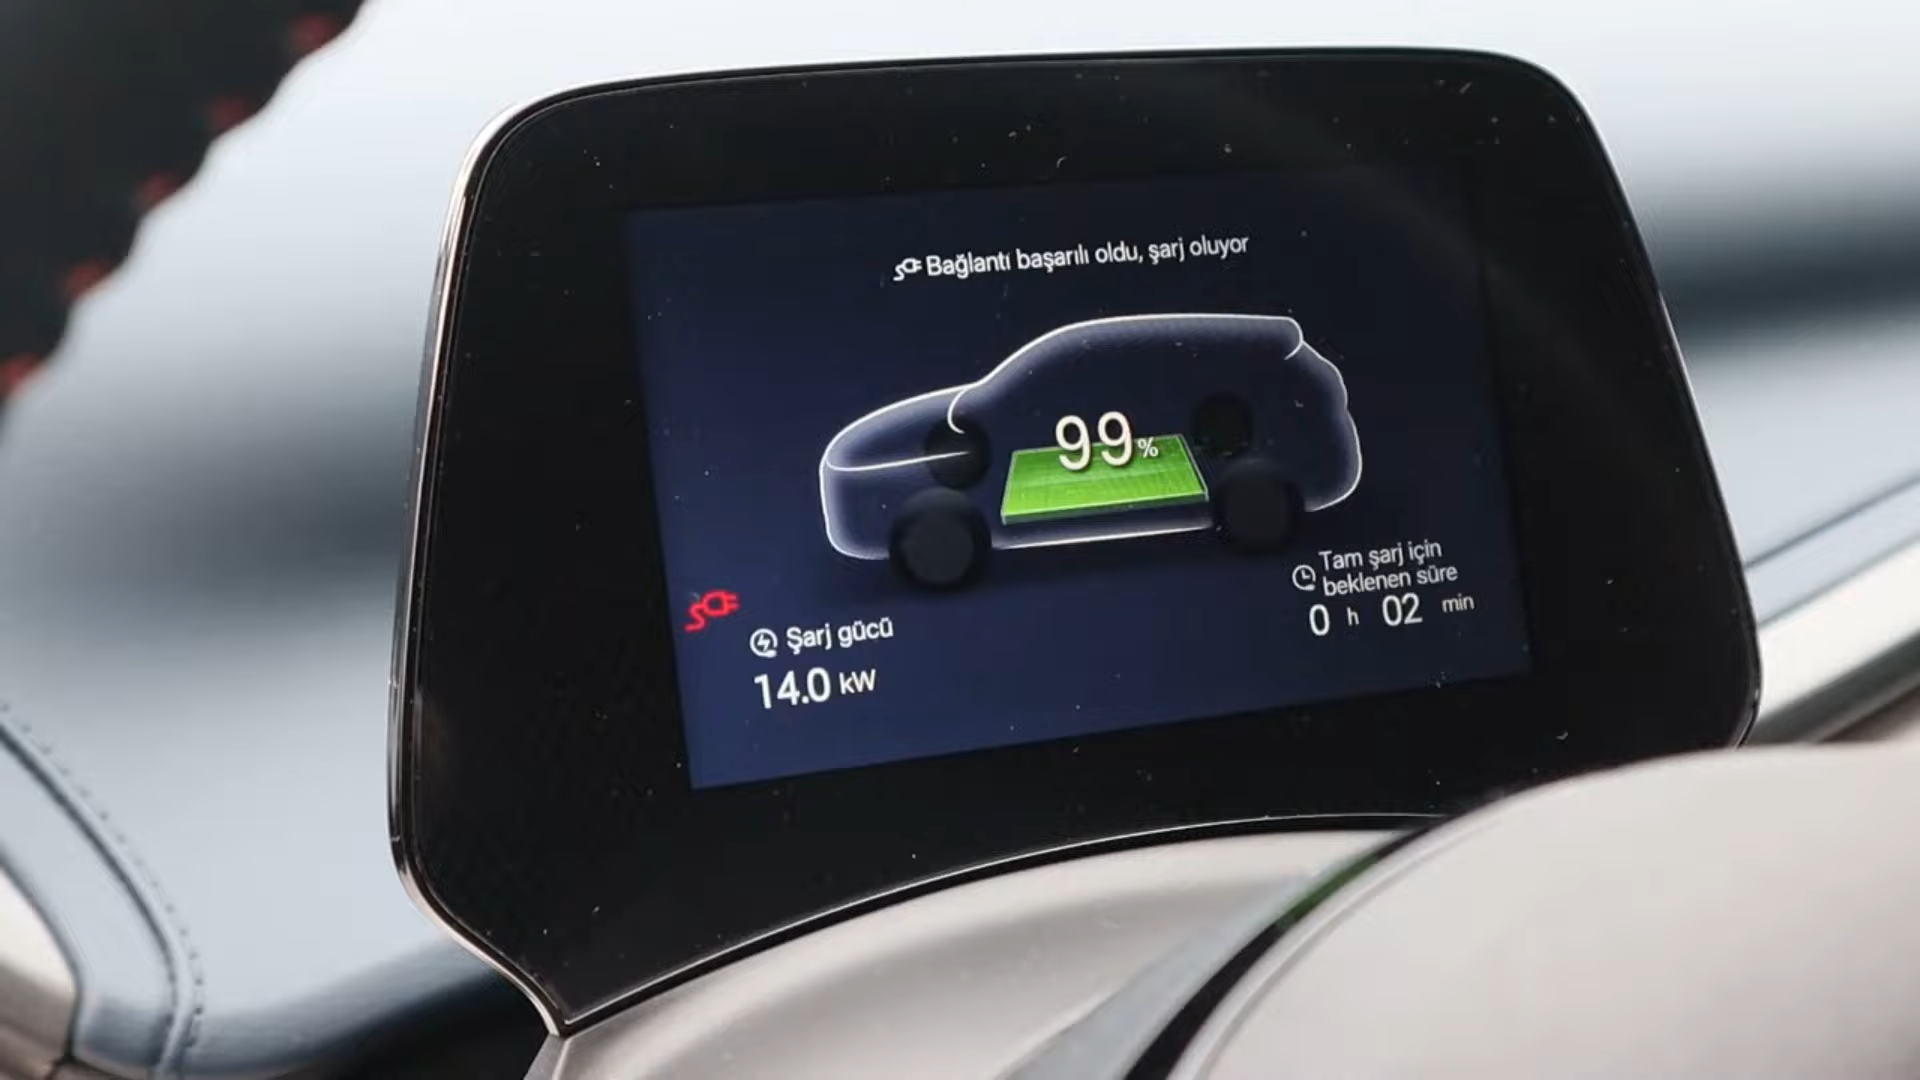 Bağlantı başarılı oldu, şarj oluyor
99%
Tam şarj için
beklenen süre
0 h 02 min
Şarj gücü
14.0 kW